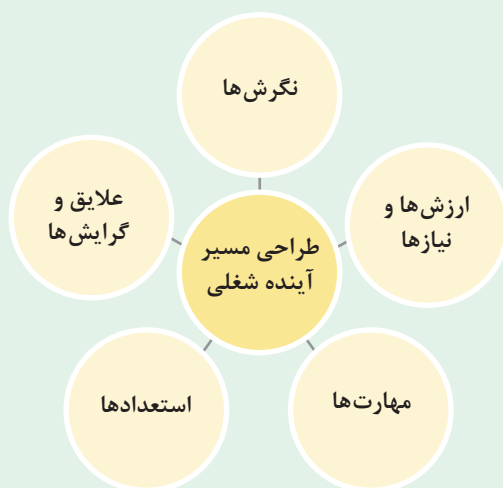 نگرش‌ها
ارزش‌ها و
نیازها
علایق و
گرایش‌ها
طراحی مسیر
آینده شغلی
مهارت‌ها
استعدادها